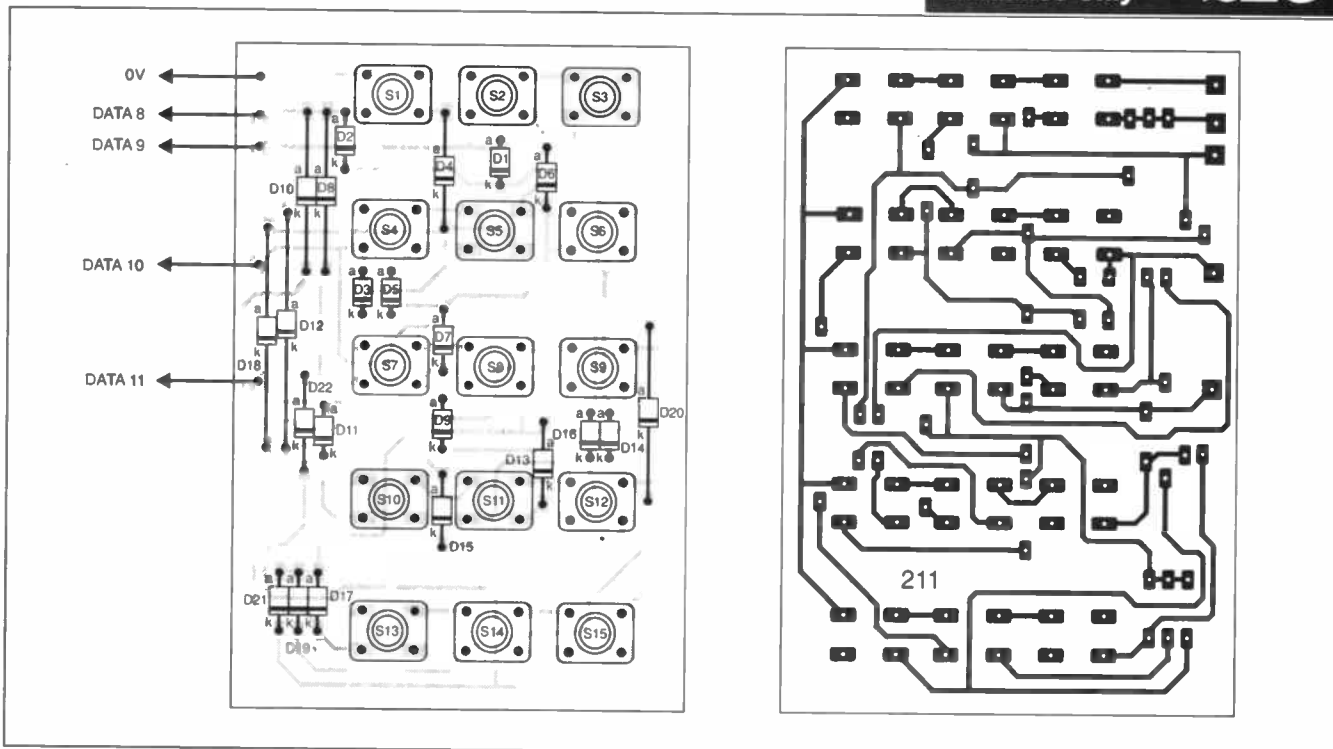 0V
DATA 8
DATA 9
DATA 10
DATA 11
S1 S2 S3
a a a a a a
D2 D4 D1 D6
D10 D8
k k k k k k
S4 S5 S6
a a a a
D3 D5
k k
D12 a
D7
D18 k k k
S7 S8 S9
D22 a
a a a a a
D11 D9 D16 D14 D20
k k k k k k
D13 a
k
S10 S11 S12
a
k
D15
a a a
D21 D17
k k k
D19
S13 S14 S15
211